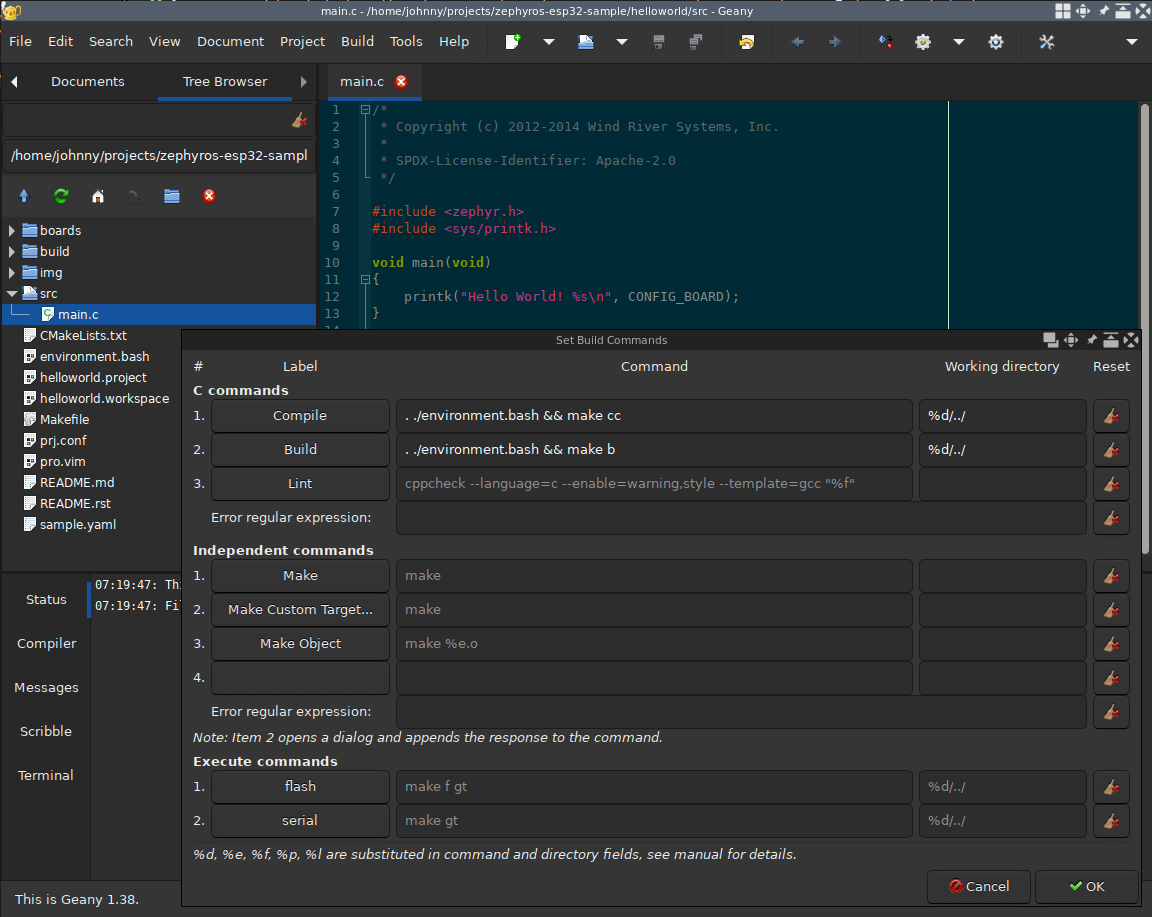 main.c - /home/johnny/projects/zephyros-esp32-sample/helloworld/src - Geany
File Edit Search View Document Project Build Tools Help
Documents Tree Browser main.c
/home/johnny/projects/zephyros-esp32-sampl
boards
build
img
src
main.c
CMakeLists.txt
environment.bash
helloworld.project
helloworld.workspace
Makefile
prj.conf
pro.vim
README.md
README.rst
sample.yaml
1 /*
2 * Copyright (c) 2012-2014 Wind River Systems, Inc.
3 *
4 * SPDX-License-Identifier: Apache-2.0
5 */
6
7 #include <zephyr.h>
8 #include <sys/printk.h>
9
10 void main(void)
11 {
12 printk("Hello World! %s\n", CONFIG_BOARD);
13 }
Status
Compiler
Messages
Scribble
Terminal
07:19:47: Th
07:19:47: Fi
Set Build Commands
# Label Command Working directory Reset
C commands
1. Compile . ./environment.bash && make cc %d/../
2. Build . ./environment.bash && make b %d/../
3. Lint cppcheck --language=c --enable=warning,style --template=gcc "%f"
Error regular expression:
Independent commands
1. Make make
2. Make Custom Target... make
3. Make Object make %e.o
4.
Error regular expression:
Note: Item 2 opens a dialog and appends the response to the command.
Execute commands
1. flash make f gt %d/../
2. serial make gt %d/../
%d, %e, %f, %p, %l are substituted in command and directory fields, see manual for details.
Cancel OK
This is Geany 1.38.